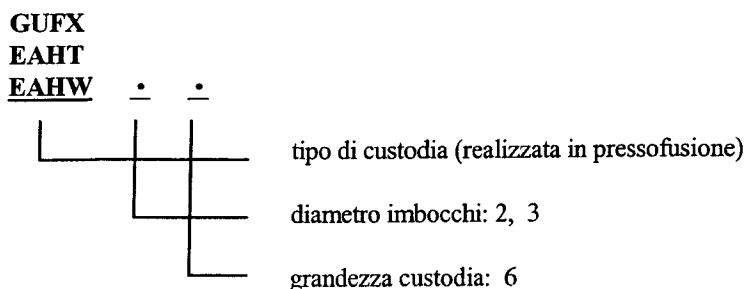 GUFX
EAHT
EAHW . .
tipo di custodia (realizzata in pressofusione)
diametro imbocchi: 2, 3
grandezza custodia: 6